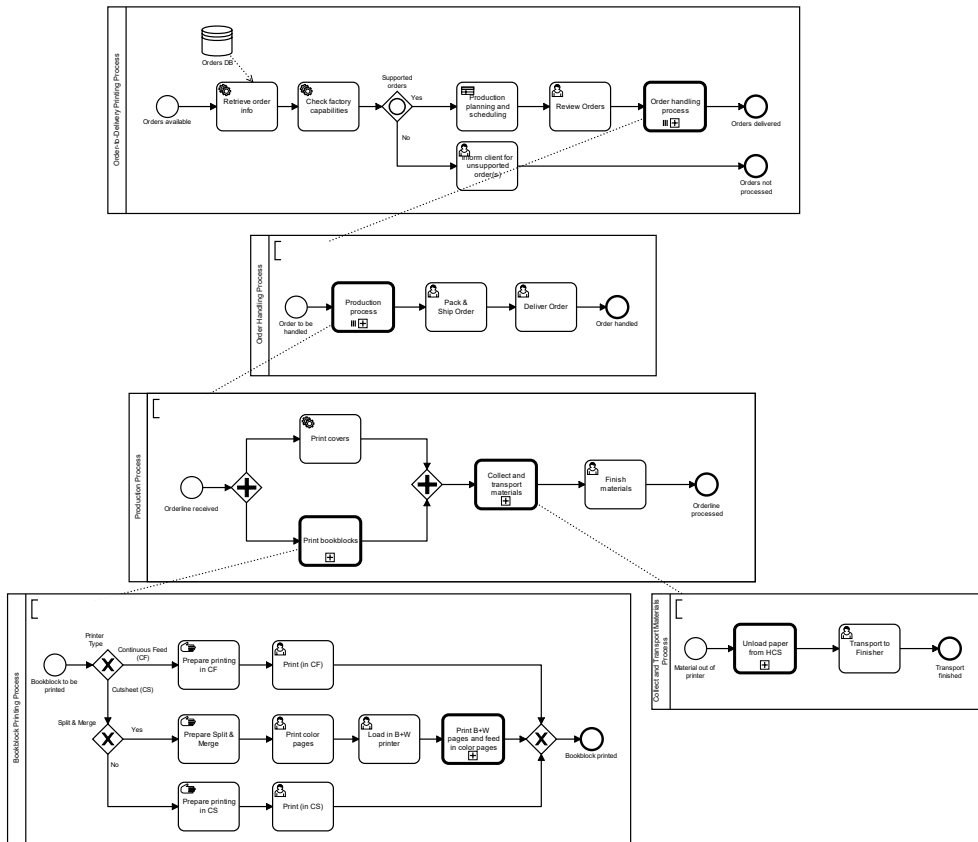 Order-to-Delivery Printing Process
Orders DB
Orders available
Retrieve order
info
Check factory
capabilities
Supported
orders
Yes
No
Production
planning and
scheduling
Review Orders
Order handling
process
Orders delivered
Inform client for
unsupported
order(s)
Orders not
processed
Order Handling Process
Order to be
handled
Production
process
Pack &
Ship Order
Deliver Order
Order handled
Production Process
Orderline received
Print covers
Print bookblocks
Collect and
transport
materials
Finish
materials
Orderline
processed
Bookblock Printing Process
Bookblock to be
printed
Printer
Type
Continuous Feed
(CF)
Cutsheet (CS)
Prepare printing
in CF
Print (in CF)
Split & Merge
Yes
No
Prepare Split &
Merge
Print color
pages
Load in B+W
printer
Print B+W
pages and feed
in color pages
Bookblock printed
Prepare printing
in CS
Print (in CS)
Collect and Transport Materials
Process
Material out of
printer
Unload paper
from HCS
Transport to
Finisher
Transport
finished